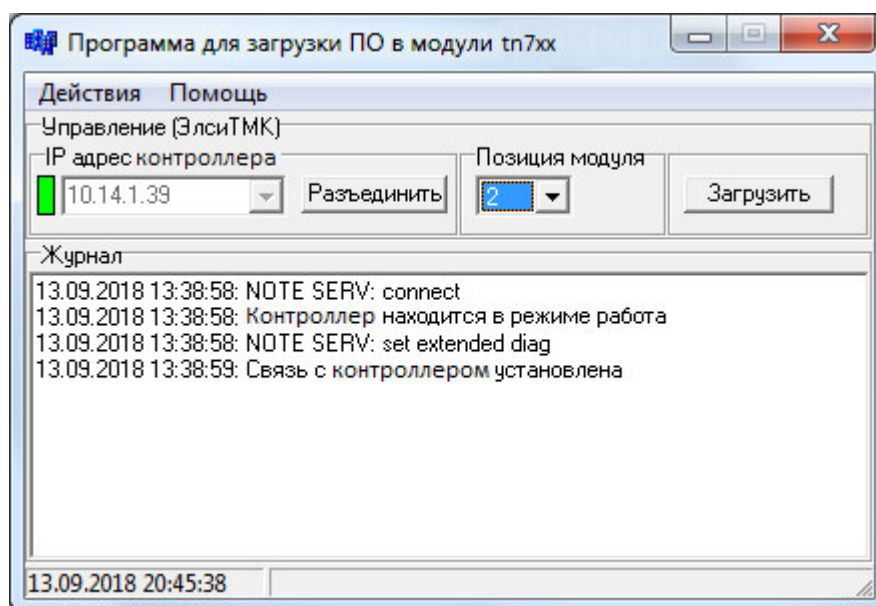 Программа для загрузки ПО в модули tn7xx
Действия Помощь
Управление (ЭлсиТМК)
IP адрес контроллера Позиция модуля
10.14.1.39 Разъединить 2 Загрузить
Журнал
13.09.2018 13:38:58: NOTE SERV: connect
13.09.2018 13:38:58: Контроллер находится в режиме работа
13.09.2018 13:38:58: NOTE SERV: set extended diag
13.09.2018 13:38:59: Связь с контроллером установлена
13.09.2018 20:45:38